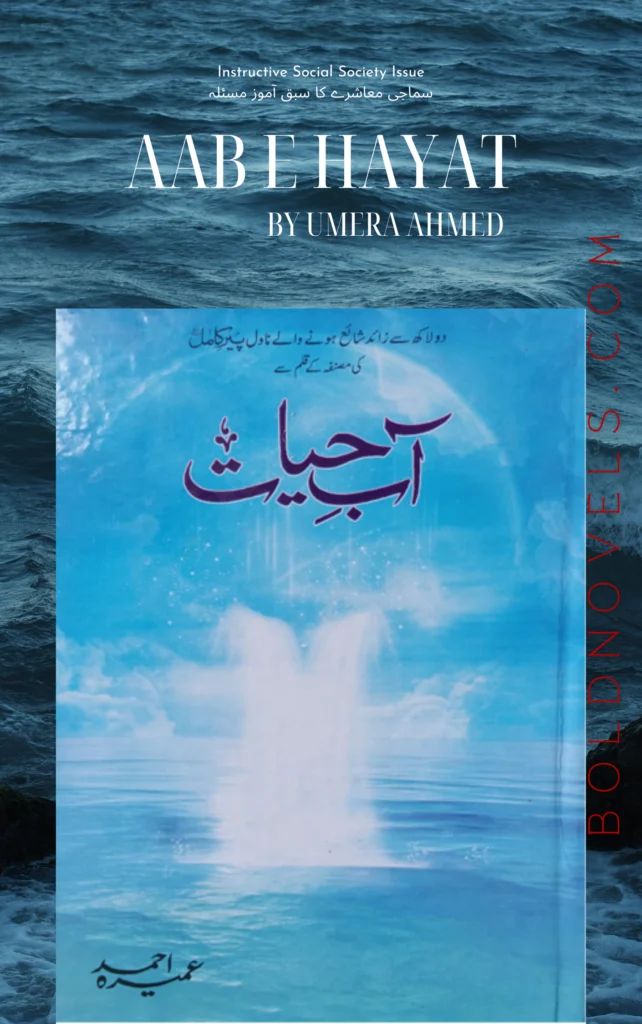 Instructive Social Society Issue
سماجی معاشرے کا سبق آموز مسئلہ
AAB E HAYAT
BY UMERA AHMED
BOLDNOVELS.COM
دو لاکھ سے زائد شائع ہونے والے ناول پیر کامل
کی مصنفہ کے قلم سے
آبِ حیات
عمیرہ احمد